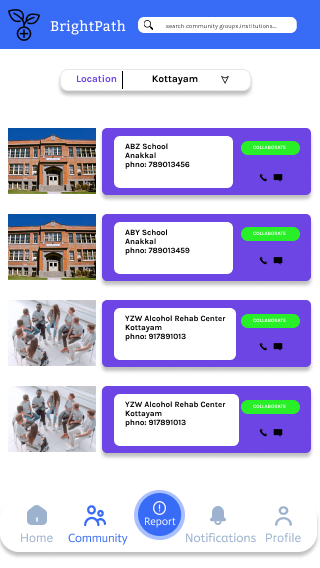 BrightPath
search community groups,institutions...
Location Kottayam
ABZ School
Anakkal
phno: 789013456
COLLABORATE
ABY School
Anakkal
phno: 789013459
COLLABORATE
YZW Alcohol Rehab Center
Kottayam
phno: 917891013
COLLABORATE
YZW Alcohol Rehab Center
Kottayam
phno: 917891013
COLLABORATE
Home Community Report Notifications Profile